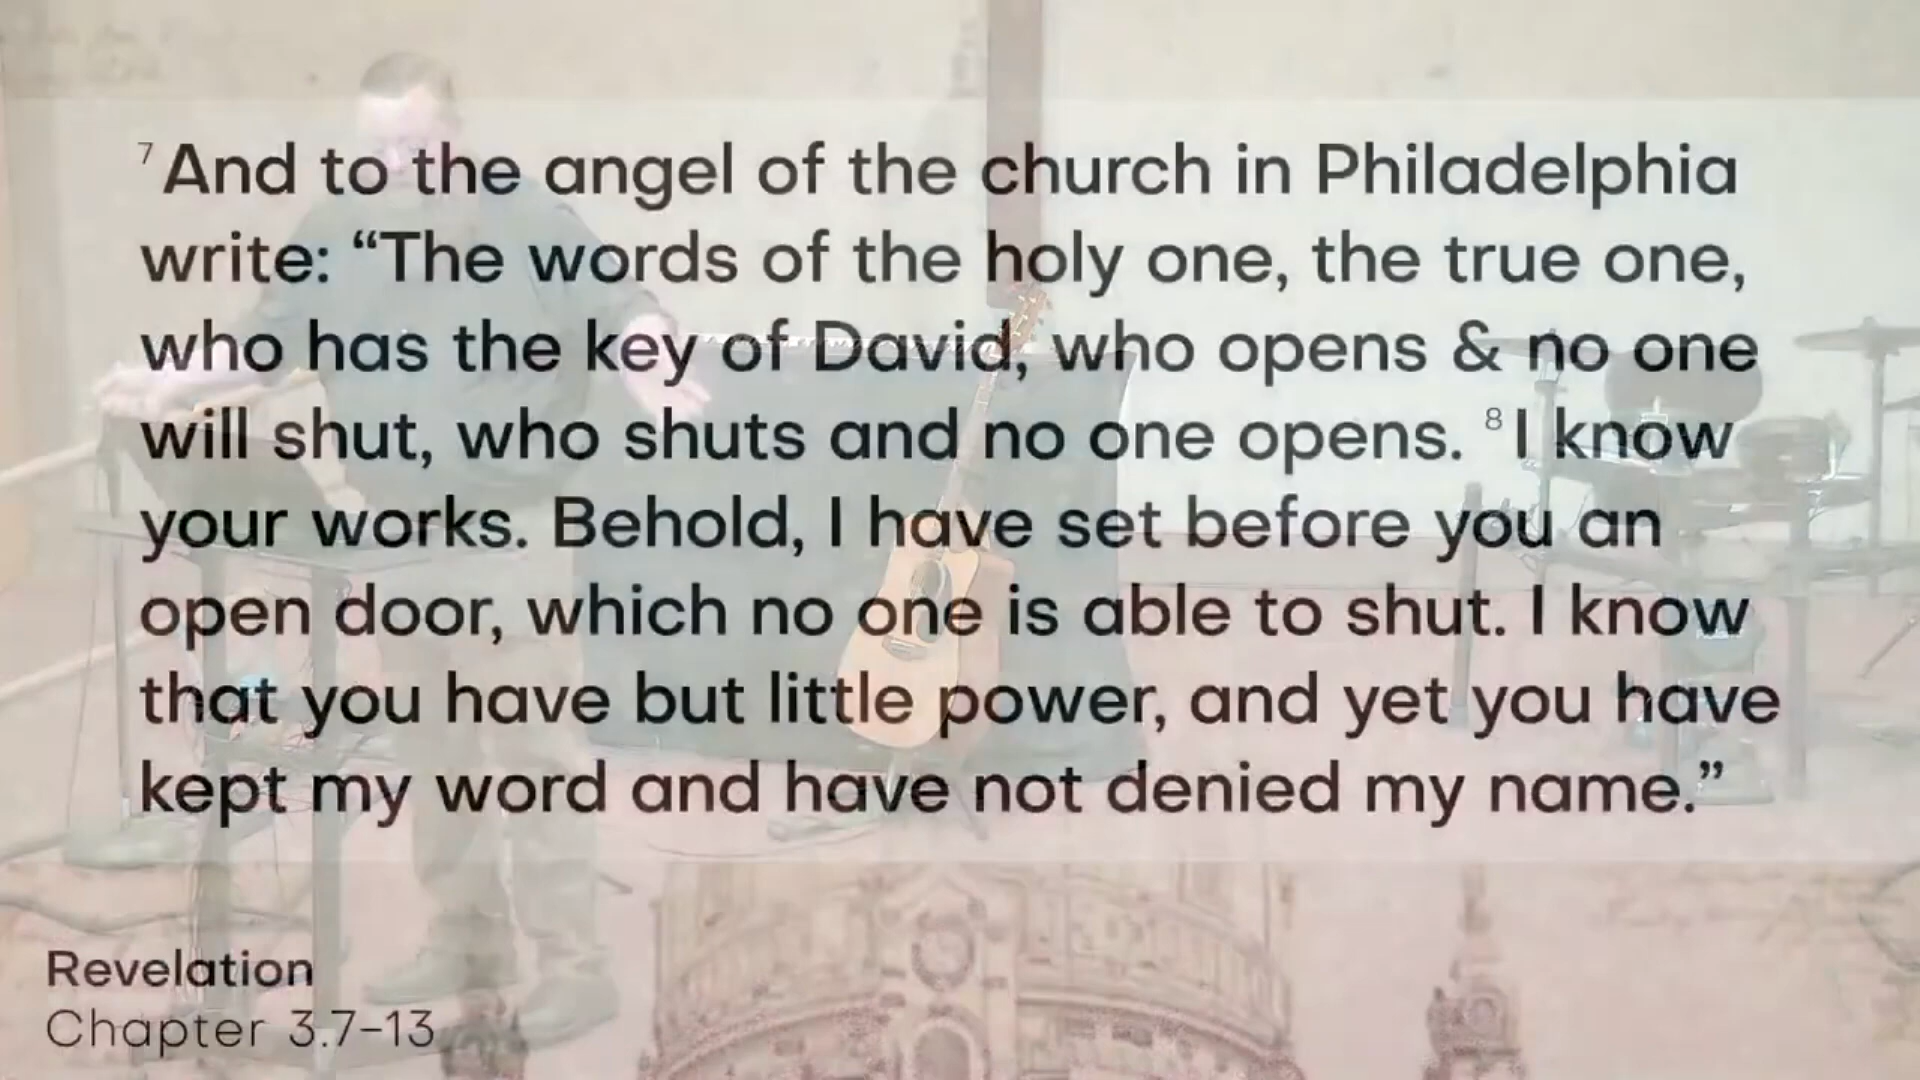 7 And to the angel of the church in Philadelphia
write: “The words of the holy one, the true one,
who has the key of David, who opens & no one
will shut, who shuts and no one opens. 8 I know
your works. Behold, I have set before you an
open door, which no one is able to shut. I know
that you have but little power, and yet you have
kept my word and have not denied my name.”
Revelation
Chapter 3.7–13